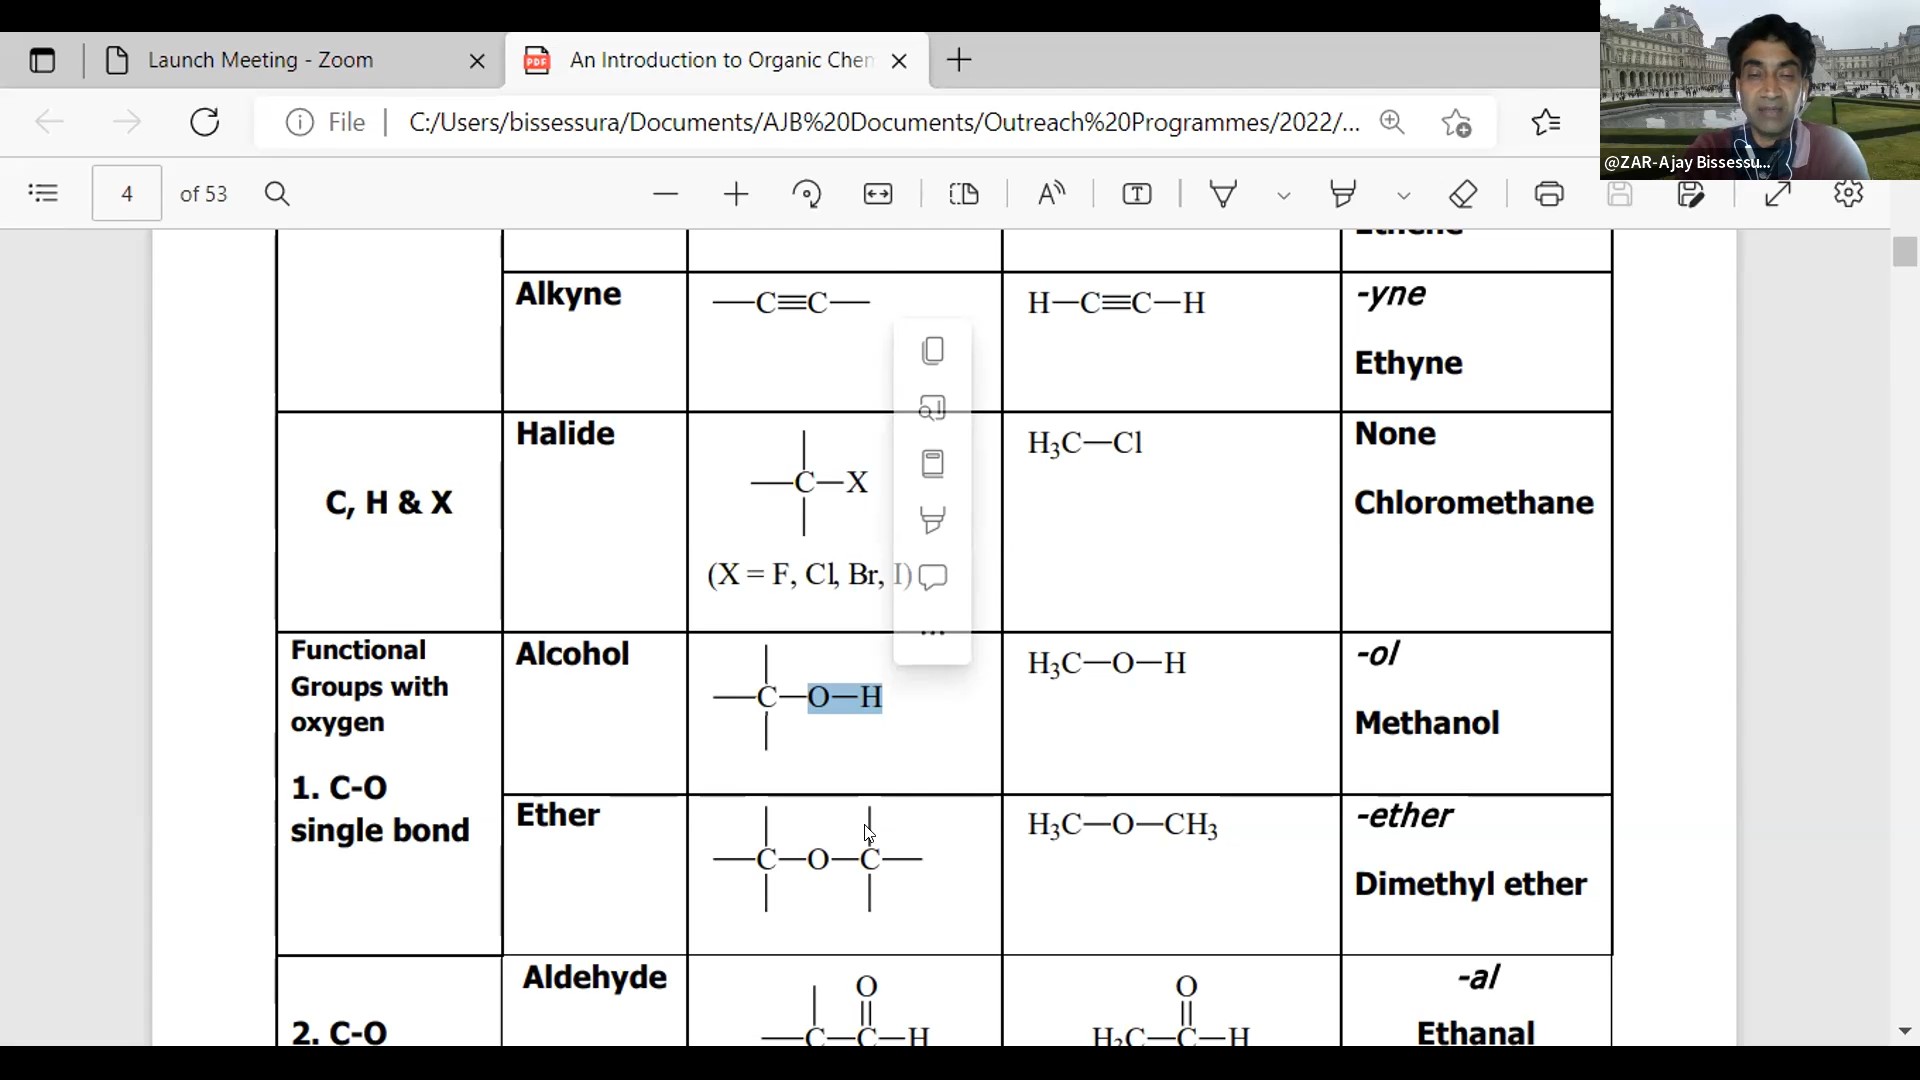 Launch Meeting - Zoom
An Introduction to Organic Chem
File
C:/Users/bissessura/Documents/AJB%20Documents/Outreach%20Programmes/2022/...
@ZAR-Ajay Bissessu...
4 of 53
Ethene
Alkyne
—C≡C—
H—C≡C—H
-yne
Ethyne
C, H & X
Halide
—C—X
(X = F, Cl, Br, I)
H₃C—Cl
None
Chloromethane
Functional
Groups with
oxygen
1. C-O
single bond
Alcohol
—C—O—H
H₃C—O—H
-ol
Methanol
Ether
—C—O—C—
H₃C—O—CH₃
-ether
Dimethyl ether
2. C-O
Aldehyde
O
—C—C—H
O
H₃C—C—H
-al
Ethanal